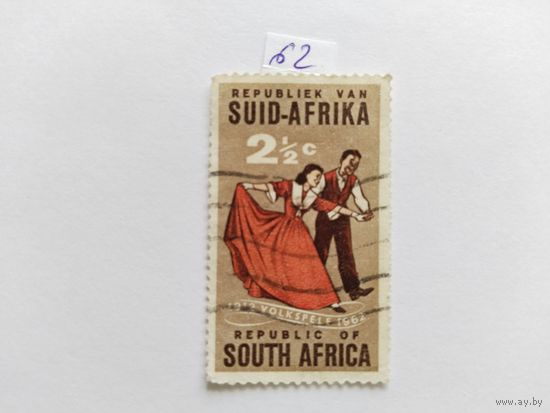 62
REPUBLIEK VAN
SUID-AFRIKA
2½c
1912 VOLKSPELE 1962
REPUBLIC OF
SOUTH AFRICA
www.ay.by